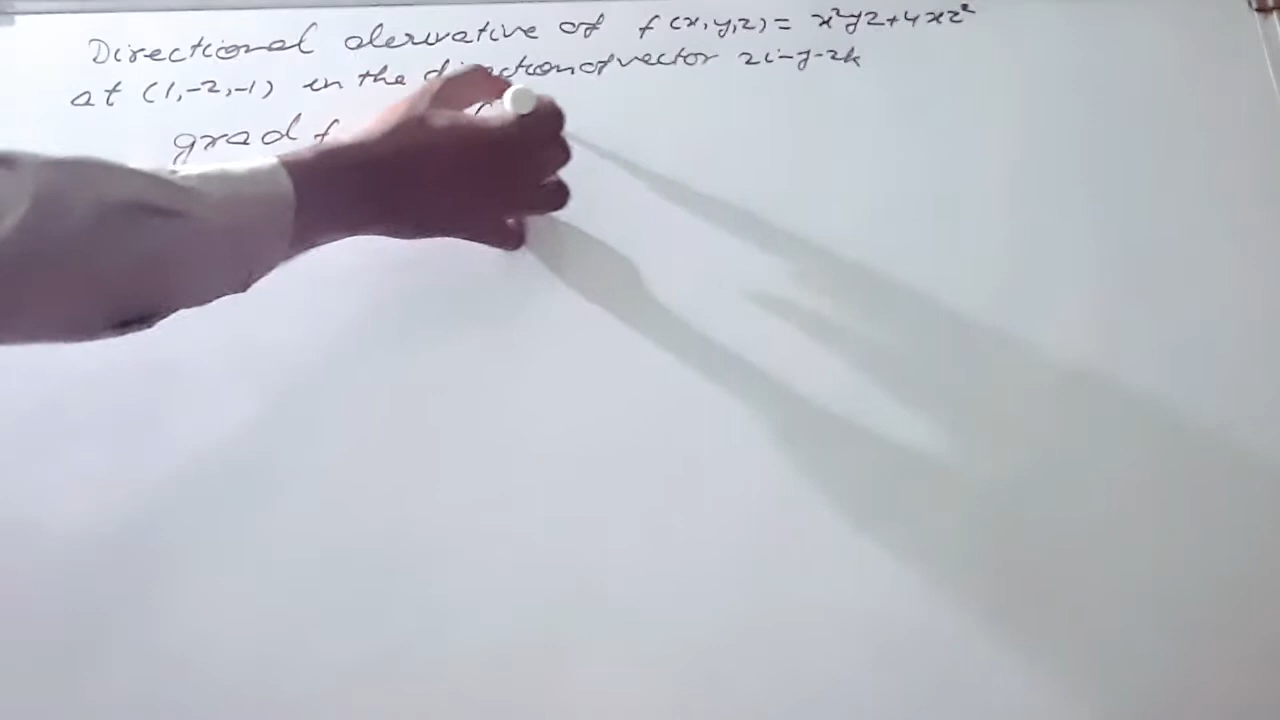 Directional derivative of f(x,y,z) = x²yz+4xz²
at (1,-2,-1) in the direction of vector 2i-j-2k
grad f